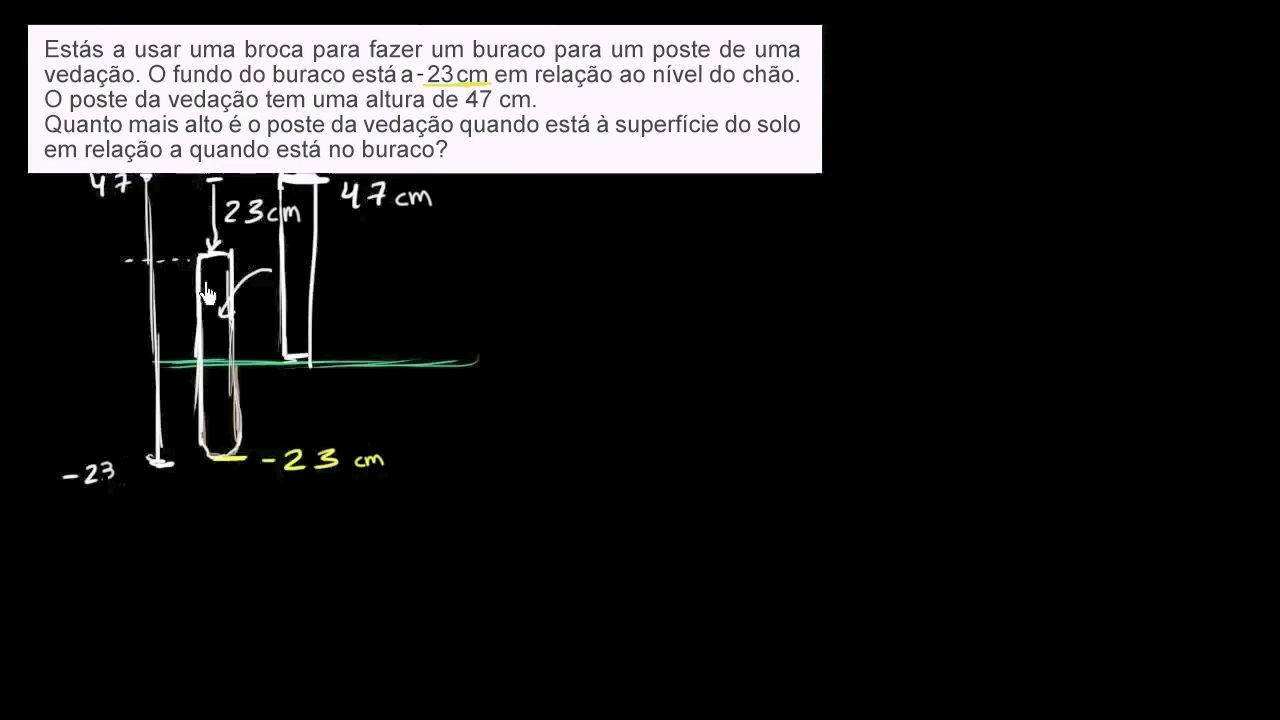 Estás a usar uma broca para fazer um buraco para um poste de uma
vedação. O fundo do buraco está a -23 cm em relação ao nível do chão.
O poste da vedação tem uma altura de 47 cm.
Quanto mais alto é o poste da vedação quando está à superfície do solo
em relação a quando está no buraco?
47
47 cm
23 cm
-23
-23 cm